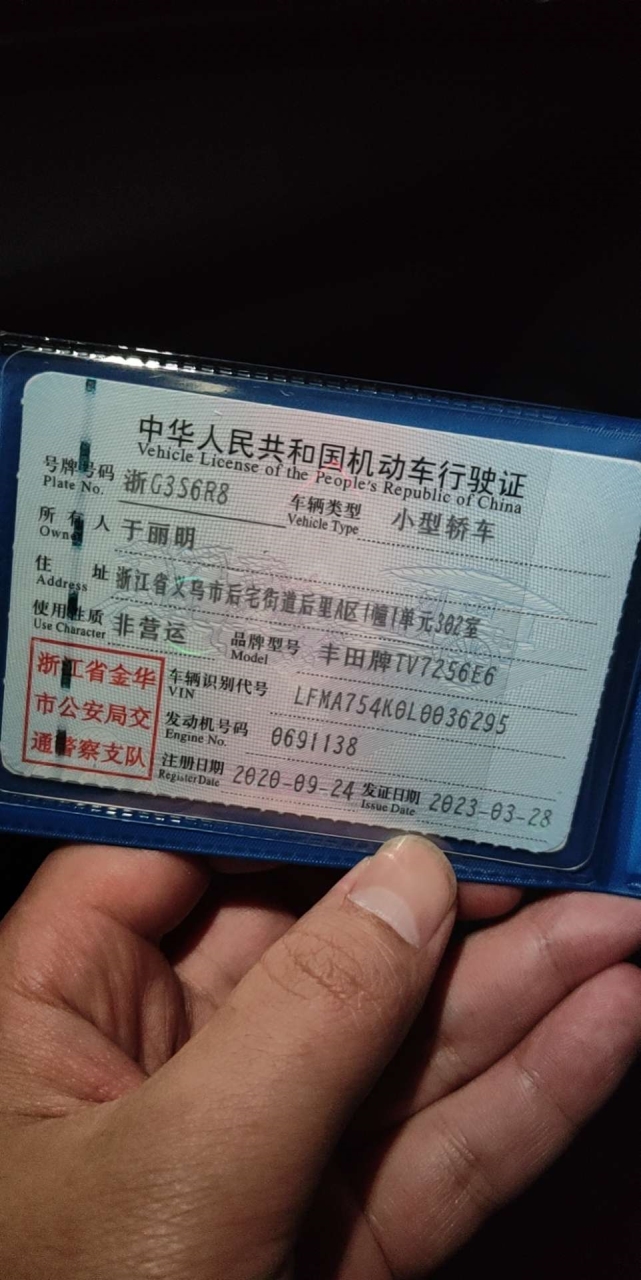 中华人民共和国机动车行驶证
Vehicle License of the People's Republic of China
号牌号码 浙G3S6R8 车辆类型 小型轿车
Plate No. Vehicle Type
所有人 于丽明
Owner
住址 浙江省义乌市后宅街道后里A区1幢1单元302室
Address
使用性质 非营运 品牌型号 丰田牌TV7256E6
Use Character Model
浙江省金华
市公安局交
通警察支队
车辆识别代号 LFMA754K0L0036295
VIN
发动机号码 0691138
Engine No.
注册日期 2020-09-24 发证日期 2023-03-28
Register Date Issue Date